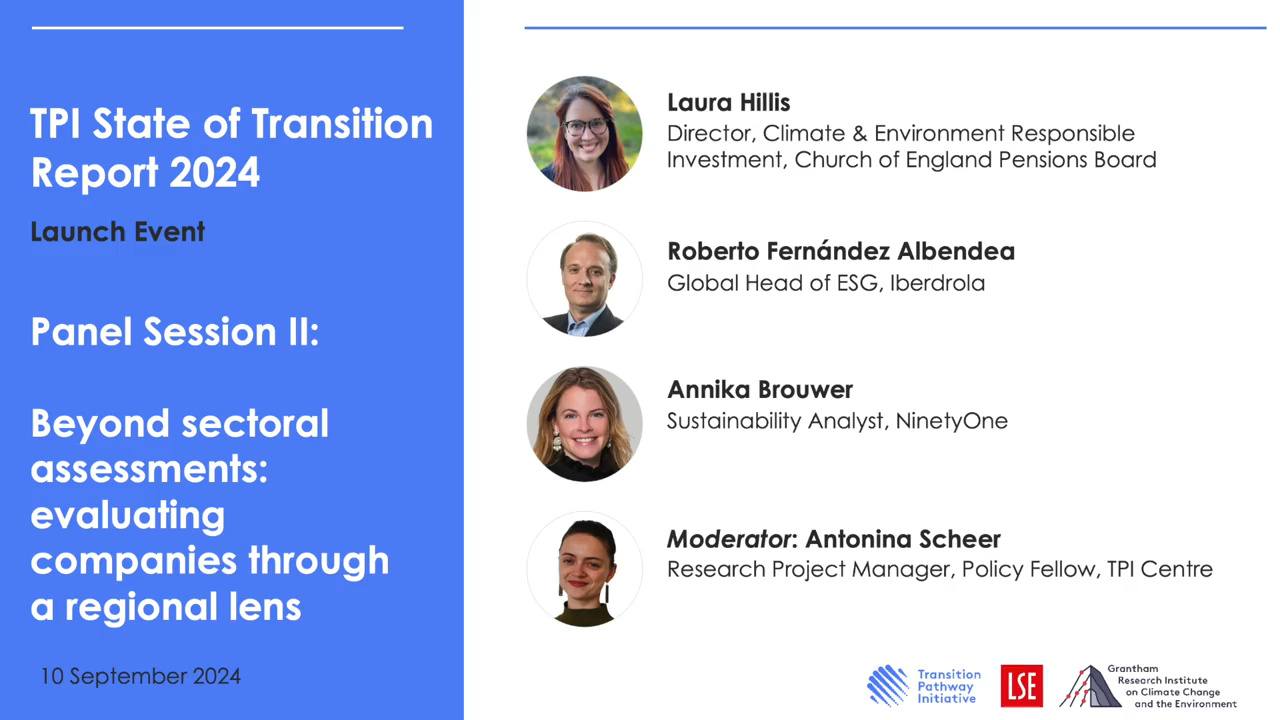 TPI State of Transition
Report 2024
Launch Event
Panel Session II:
Beyond sectoral
assessments:
evaluating
companies through
a regional lens
10 September 2024
Laura Hillis
Director, Climate & Environment Responsible
Investment, Church of England Pensions Board
Roberto Fernández Albendea
Global Head of ESG, Iberdrola
Annika Brouwer
Sustainability Analyst, NinetyOne
Moderator: Antonina Scheer
Research Project Manager, Policy Fellow, TPI Centre
Transition
Pathway
Initiative
LSE
Grantham
Research Institute
on Climate Change
and the Environment